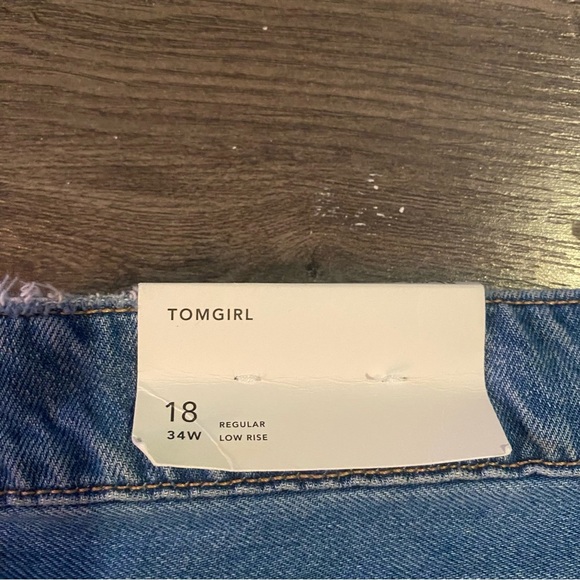 TOMGIRL
18
34W
REGULAR
LOW RISE